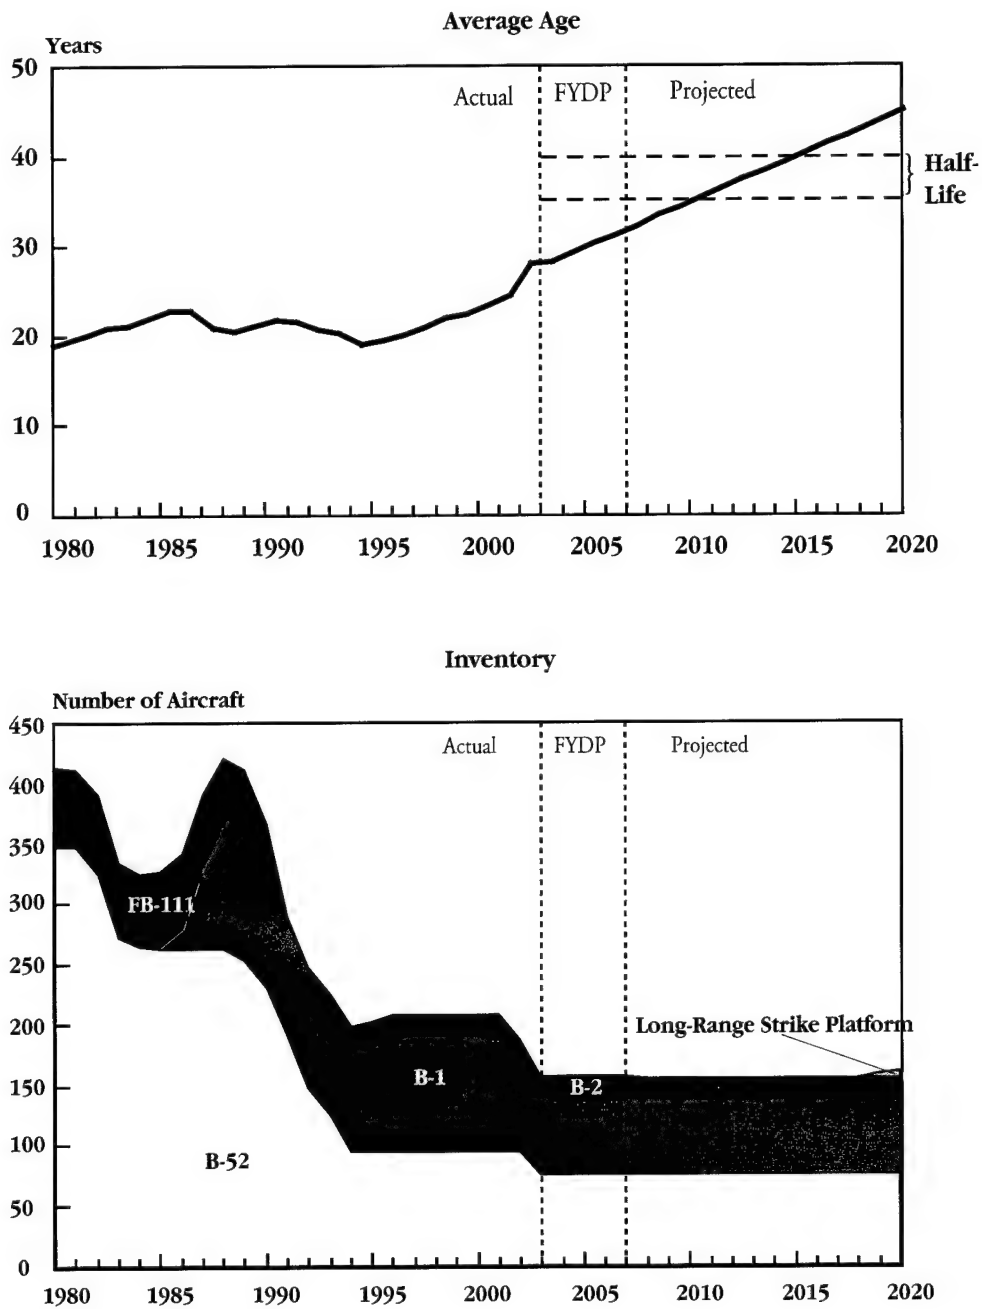 Average Age
Years
50
Actual
FYDP
Projected
40
Half-
Life
30
20
10
0
1980 1985 1990 1995 2000 2005 2010 2015 2020
Inventory
Number of Aircraft
450
Actual
FYDP
Projected
400
350
300
FB-111
250
200
Long-Range Strike Platform
150
B-1
B-2
100
B-52
50
0
1980 1985 1990 1995 2000 2005 2010 2015 2020